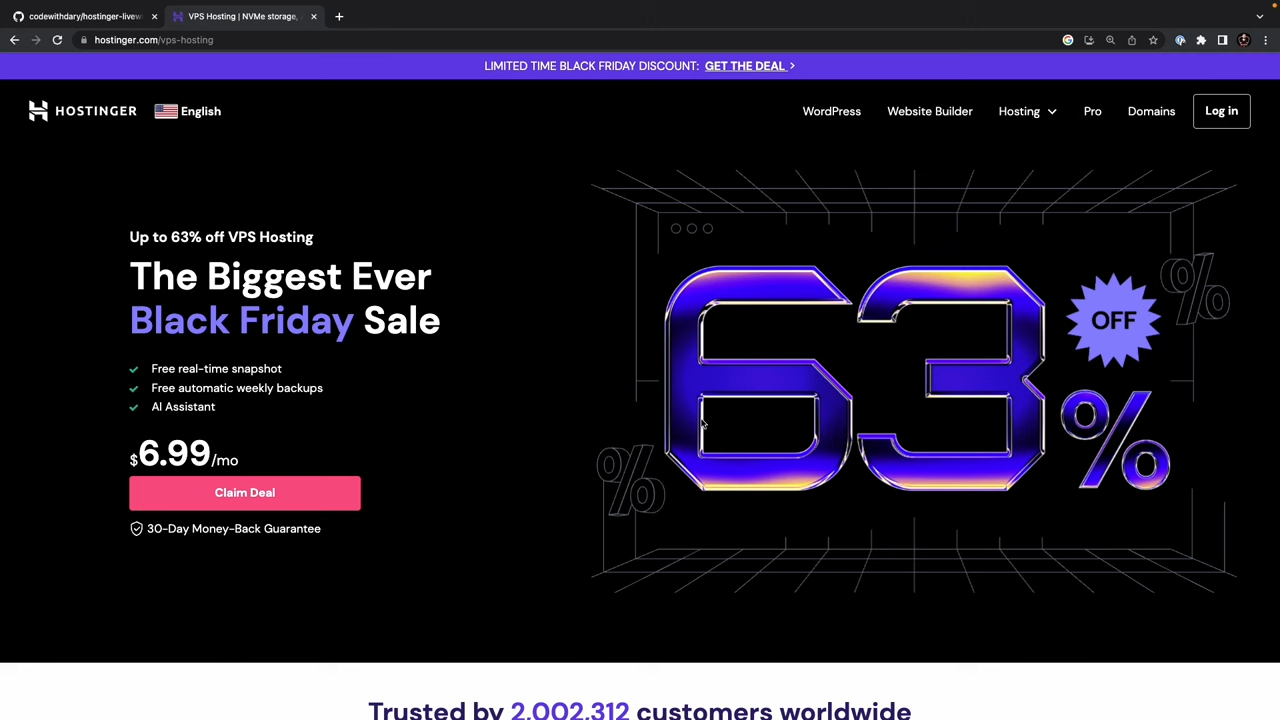 codewithdary/hostinger-livew
VPS Hosting | NVMe storage,
hostinger.com/vps-hosting
LIMITED TIME BLACK FRIDAY DISCOUNT: GET THE DEAL >
HOSTINGER English WordPress Website Builder Hosting Pro Domains Log in
Up to 63% off VPS Hosting
The Biggest Ever
Black Friday Sale
Free real-time snapshot
Free automatic weekly backups
AI Assistant
$6.99/mo
Claim Deal
30-Day Money-Back Guarantee
63
OFF
%
%
%
Trusted by 2,002,312 customers worldwide